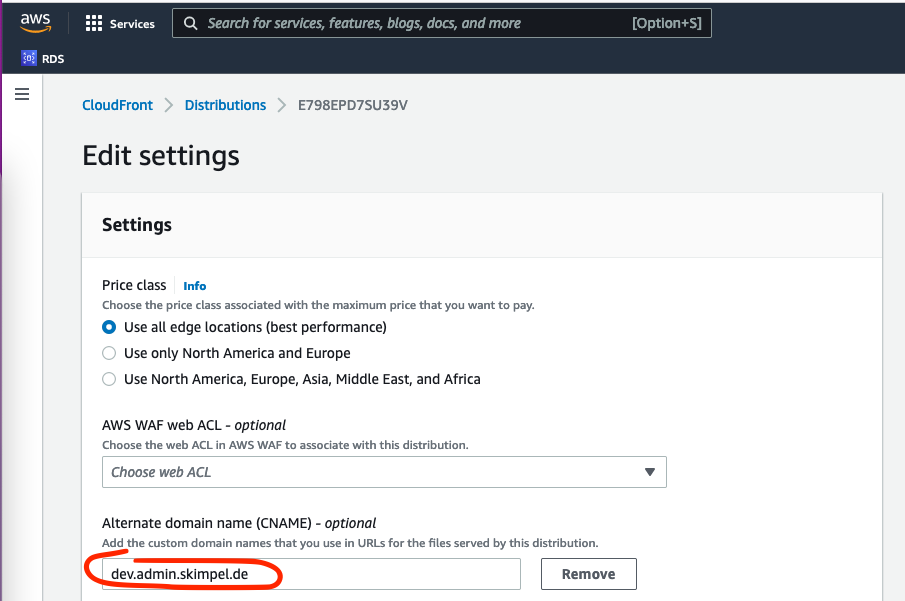 aws Services Search for services, features, blogs, docs, and more [Option+S]
RDS
CloudFront > Distributions > E798EPD7SU39V
Edit settings
Settings
Price class Info
Choose the price class associated with the maximum price that you want to pay.
Use all edge locations (best performance)
Use only North America and Europe
Use North America, Europe, Asia, Middle East, and Africa
AWS WAF web ACL - optional
Choose the web ACL in AWS WAF to associate with this distribution.
Choose web ACL
Alternate domain name (CNAME) - optional
Add the custom domain names that you use in URLs for the files served by this distribution.
dev.admin.skimpel.de Remove